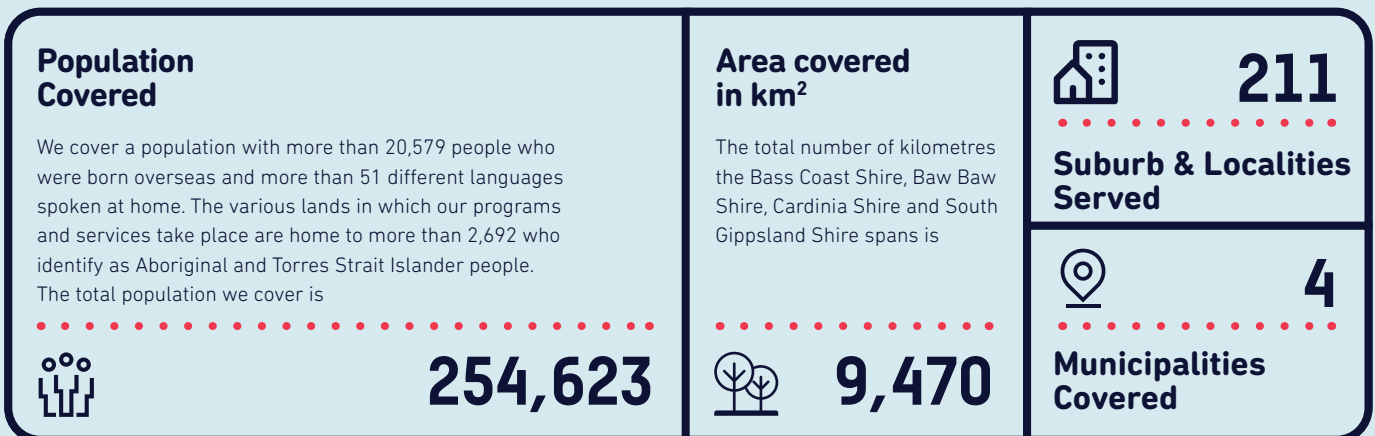 Population
Covered
We cover a population with more than 20,579 people who
were born overseas and more than 51 different languages
spoken at home. The various lands in which our programs
and services take place are home to more than 2,692 who
identify as Aboriginal and Torres Strait Islander people.
The total population we cover is
254,623
Area covered
in km²
The total number of kilometres
the Bass Coast Shire, Baw Baw
Shire, Cardinia Shire and South
Gippsland Shire spans is
9,470
211
Suburb & Localities
Served
4
Municipalities
Covered